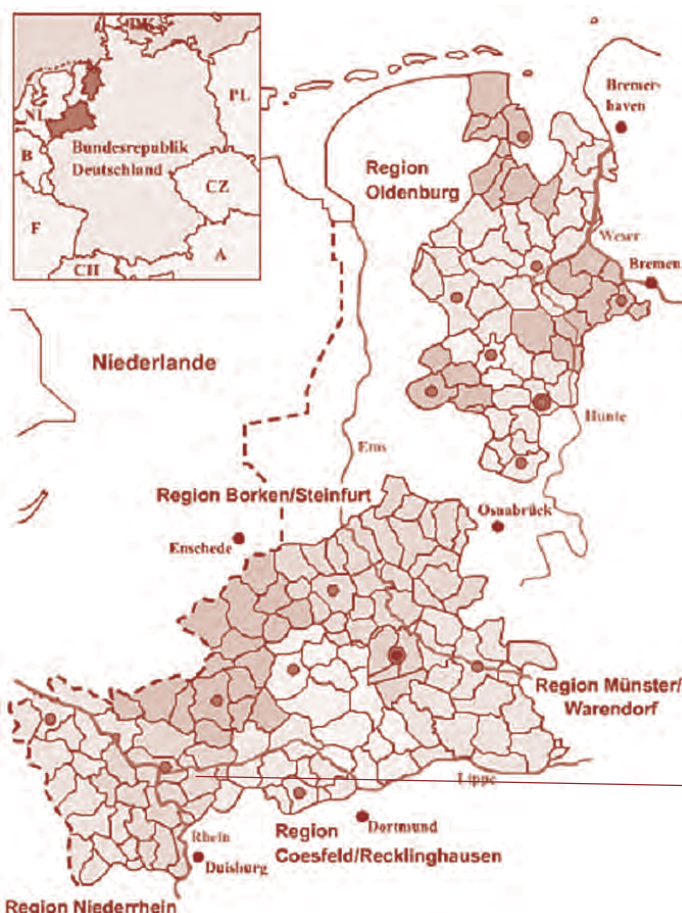 DK
PL
NL
Bundesrepublik
Deutschland
B
CZ
F
A
CH
Bremer-
haven
Region
Oldenburg
Weser
Bremen
Niederlande
Hunte
Ems
Region Borken/Steinfurt
Osnabrück
Enschede
Region Münster/
Warendorf
Lippe
Dortmund
Rhein
Region
Duisburg
Coesfeld/Recklinghausen
Region Niederrhein